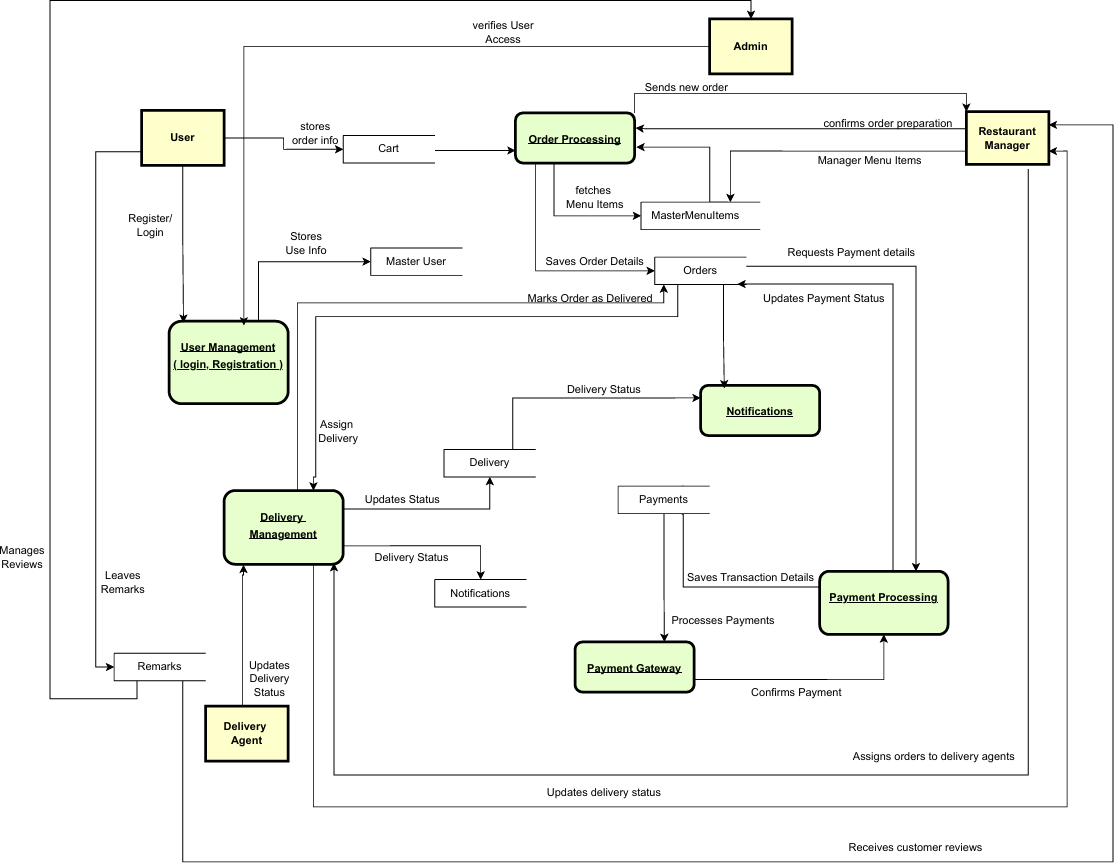 verifies User
Access
Admin
Sends new order
User
stores
order info
Cart
Order Processing
confirms order preparation
Restaurant
Manager
Manager Menu Items
fetches
Menu Items
MasterMenuItems
Register/
Login
Stores
Use Info
Master User
Saves Order Details
Orders
Requests Payment details
Marks Order as Delivered
Updates Payment Status
User Management
( login, Registration )
Delivery Status
Notifications
Assign
Delivery
Delivery
Updates Status
Payments
Delivery
Management
Delivery Status
Notifications
Manages
Reviews
Leaves
Remarks
Saves Transaction Details
Payment Processing
Processes Payments
Remarks
Updates
Delivery
Status
Payment Gateway
Confirms Payment
Delivery
Agent
Assigns orders to delivery agents
Updates delivery status
Receives customer reviews